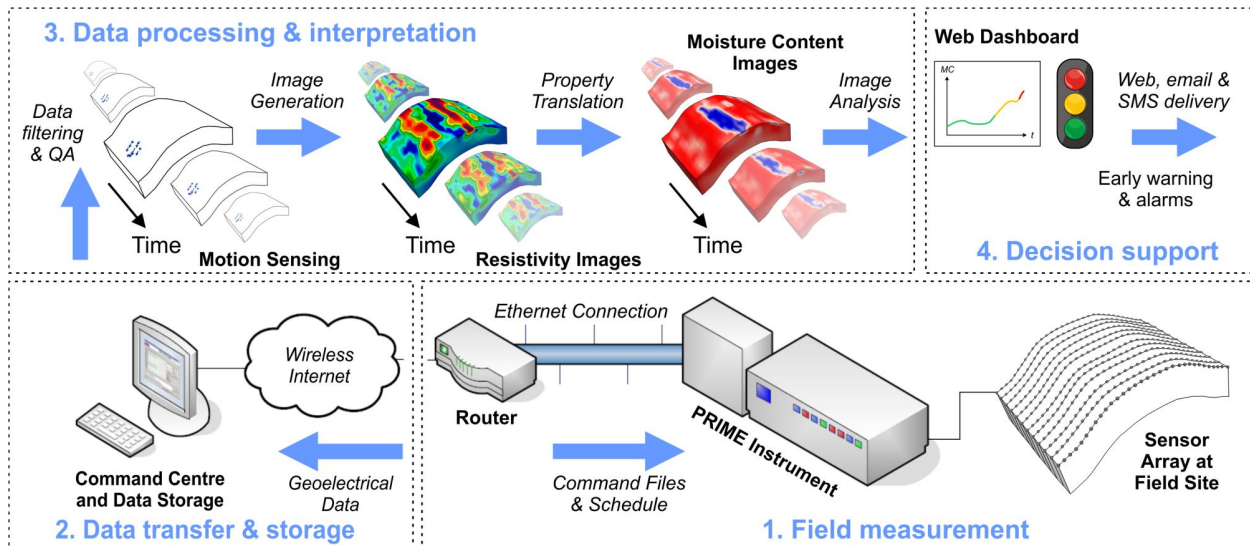 3. Data processing & interpretation
Data
filtering
& QA
Image
Generation
Property
Translation
Moisture Content
Images
Image
Analysis
Time
Motion Sensing
Time
Resistivity Images
Time
Web Dashboard
MC
t
Web, email &
SMS delivery
Early warning
& alarms
4. Decision support
Wireless
Internet
Command Centre
and Data Storage
Geoelectrical
Data
2. Data transfer & storage
Ethernet Connection
Router
PRIME Instrument
Command Files
& Schedule
Sensor
Array at
Field Site
1. Field measurement